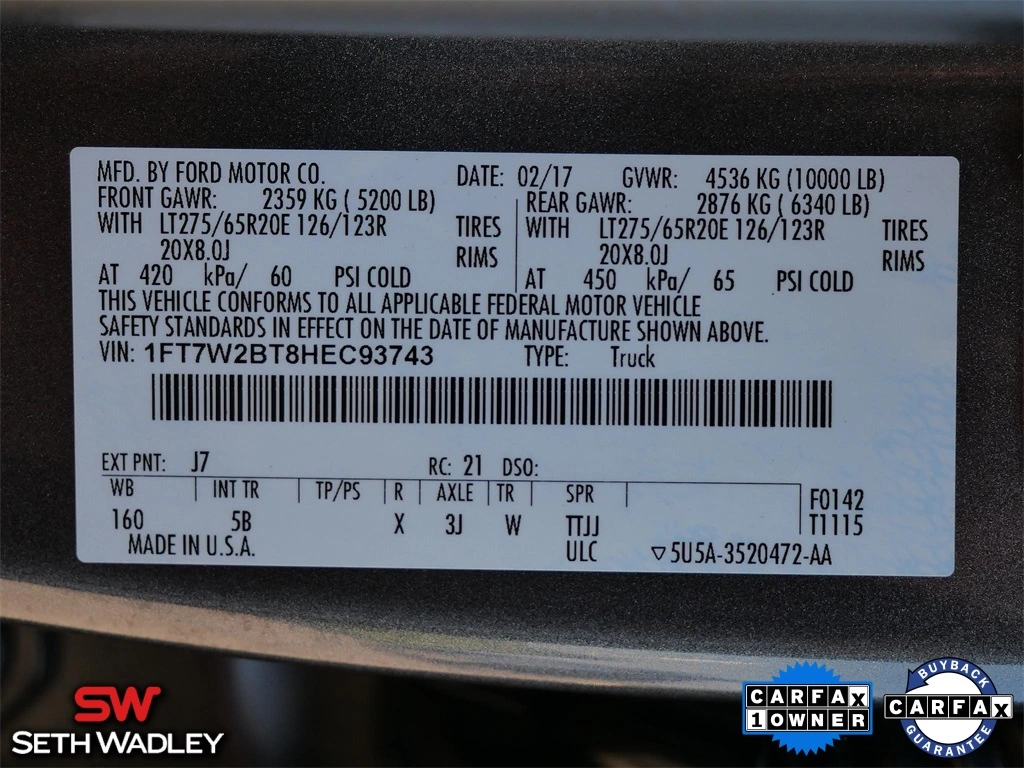 MFD. BY FORD MOTOR CO. DATE: 02/17 GVWR: 4536 KG (10000 LB)
FRONT GAWR: 2359 KG ( 5200 LB) REAR GAWR: 2876 KG ( 6340 LB)
WITH LT275/65R20E 126/123R TIRES WITH LT275/65R20E 126/123R TIRES
20X8.0J RIMS 20X8.0J RIMS
AT 420 kPa/ 60 PSI COLD AT 450 kPa/ 65 PSI COLD
THIS VEHICLE CONFORMS TO ALL APPLICABLE FEDERAL MOTOR VEHICLE
SAFETY STANDARDS IN EFFECT ON THE DATE OF MANUFACTURE SHOWN ABOVE.
VIN: 1FT7W2BT8HEC93743 TYPE: Truck
EXT PNT: J7 RC: 21 DSO:
WB INT TR TP/PS R AXLE TR SPR F0142
160 5B X 3J W TTJJ T1115
MADE IN U.S.A. ULC ▽5U5A-3520472-AA
SW
SETH WADLEY
CARFAX
1 OWNER
BUYBACK
CARFAX
GUARANTEE